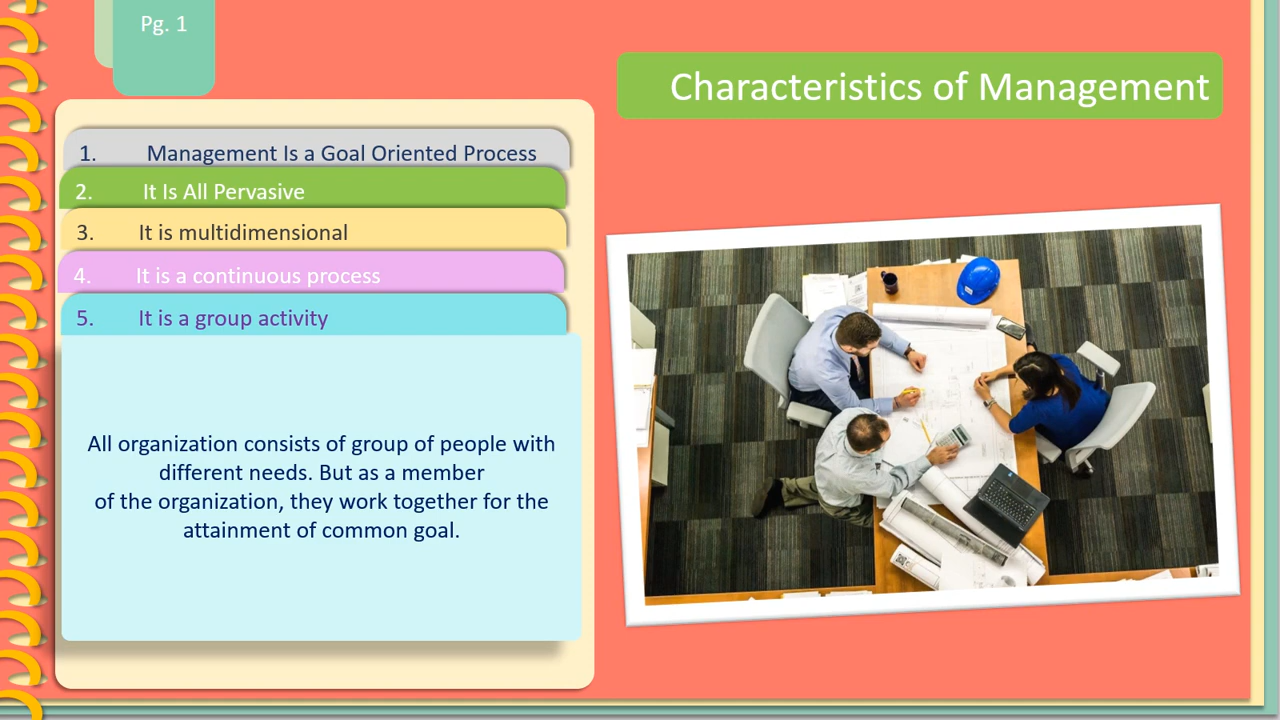 Pg. 1
Characteristics of Management
1. Management Is a Goal Oriented Process
2. It Is All Pervasive
3. It is multidimensional
4. It is a continuous process
5. It is a group activity
All organization consists of group of people with
different needs. But as a member
of the organization, they work together for the
attainment of common goal.